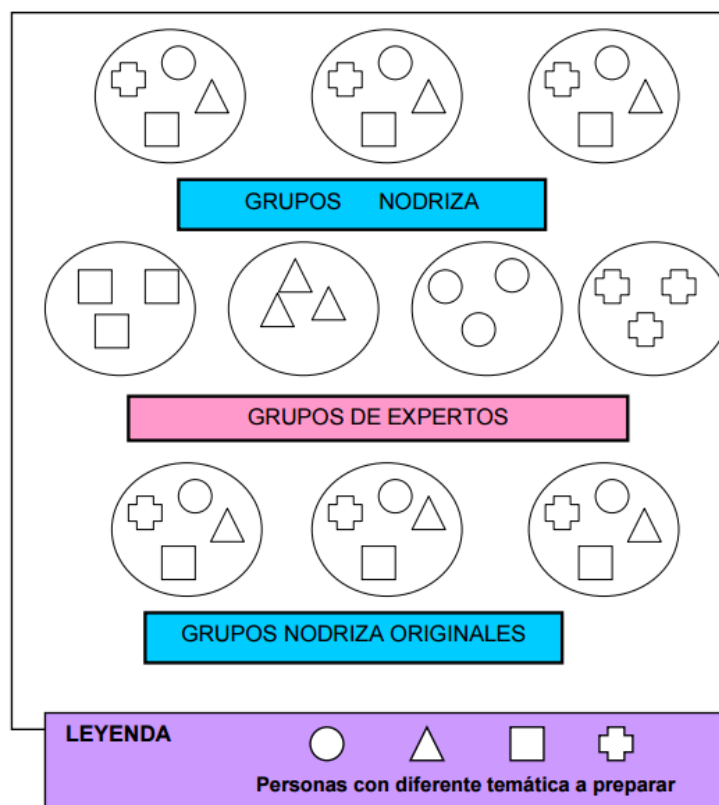 GRUPOS NODRIZA
GRUPOS DE EXPERTOS
GRUPOS NODRIZA ORIGINALES
LEYENDA
Personas con diferente temática a preparar